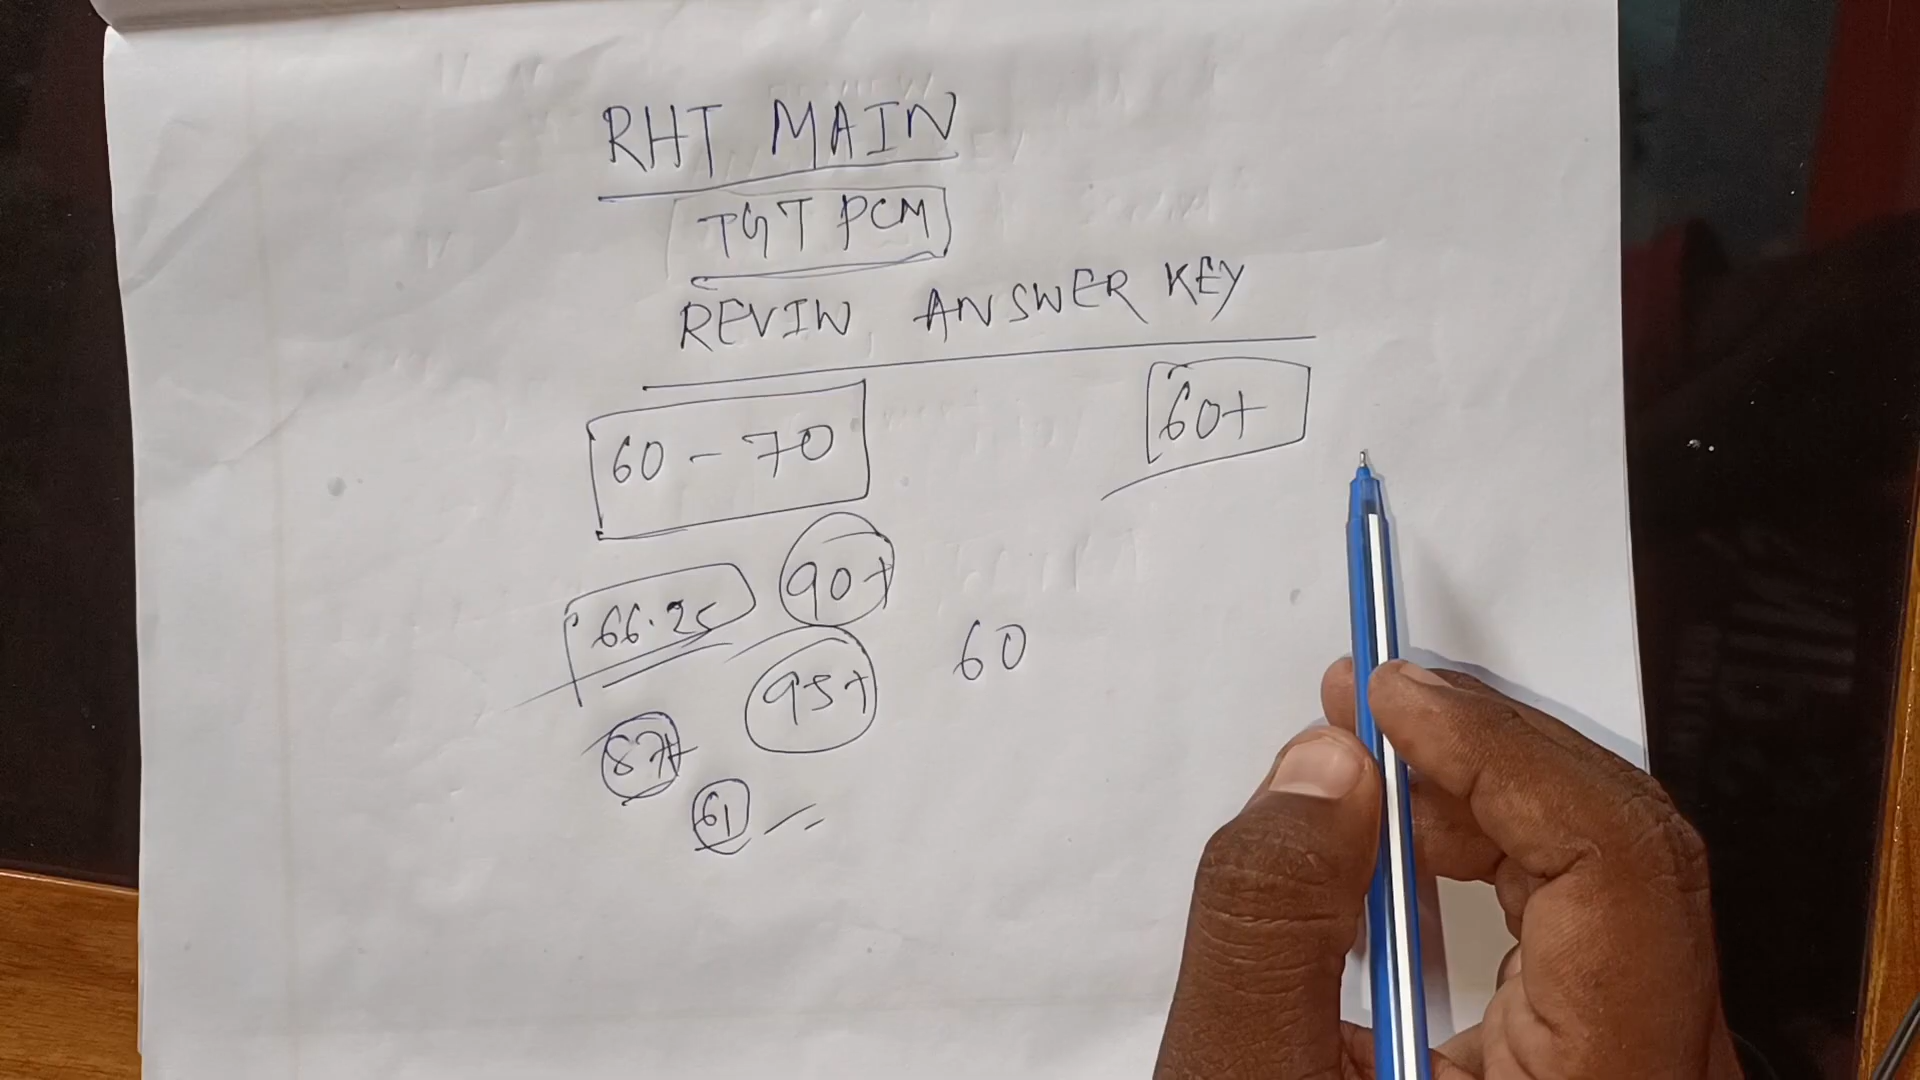 RHT MAIN
TGT PCM
REVIW ANSWER KEY
60 - 70
60+
66.25
90+
95+
60
87+
61